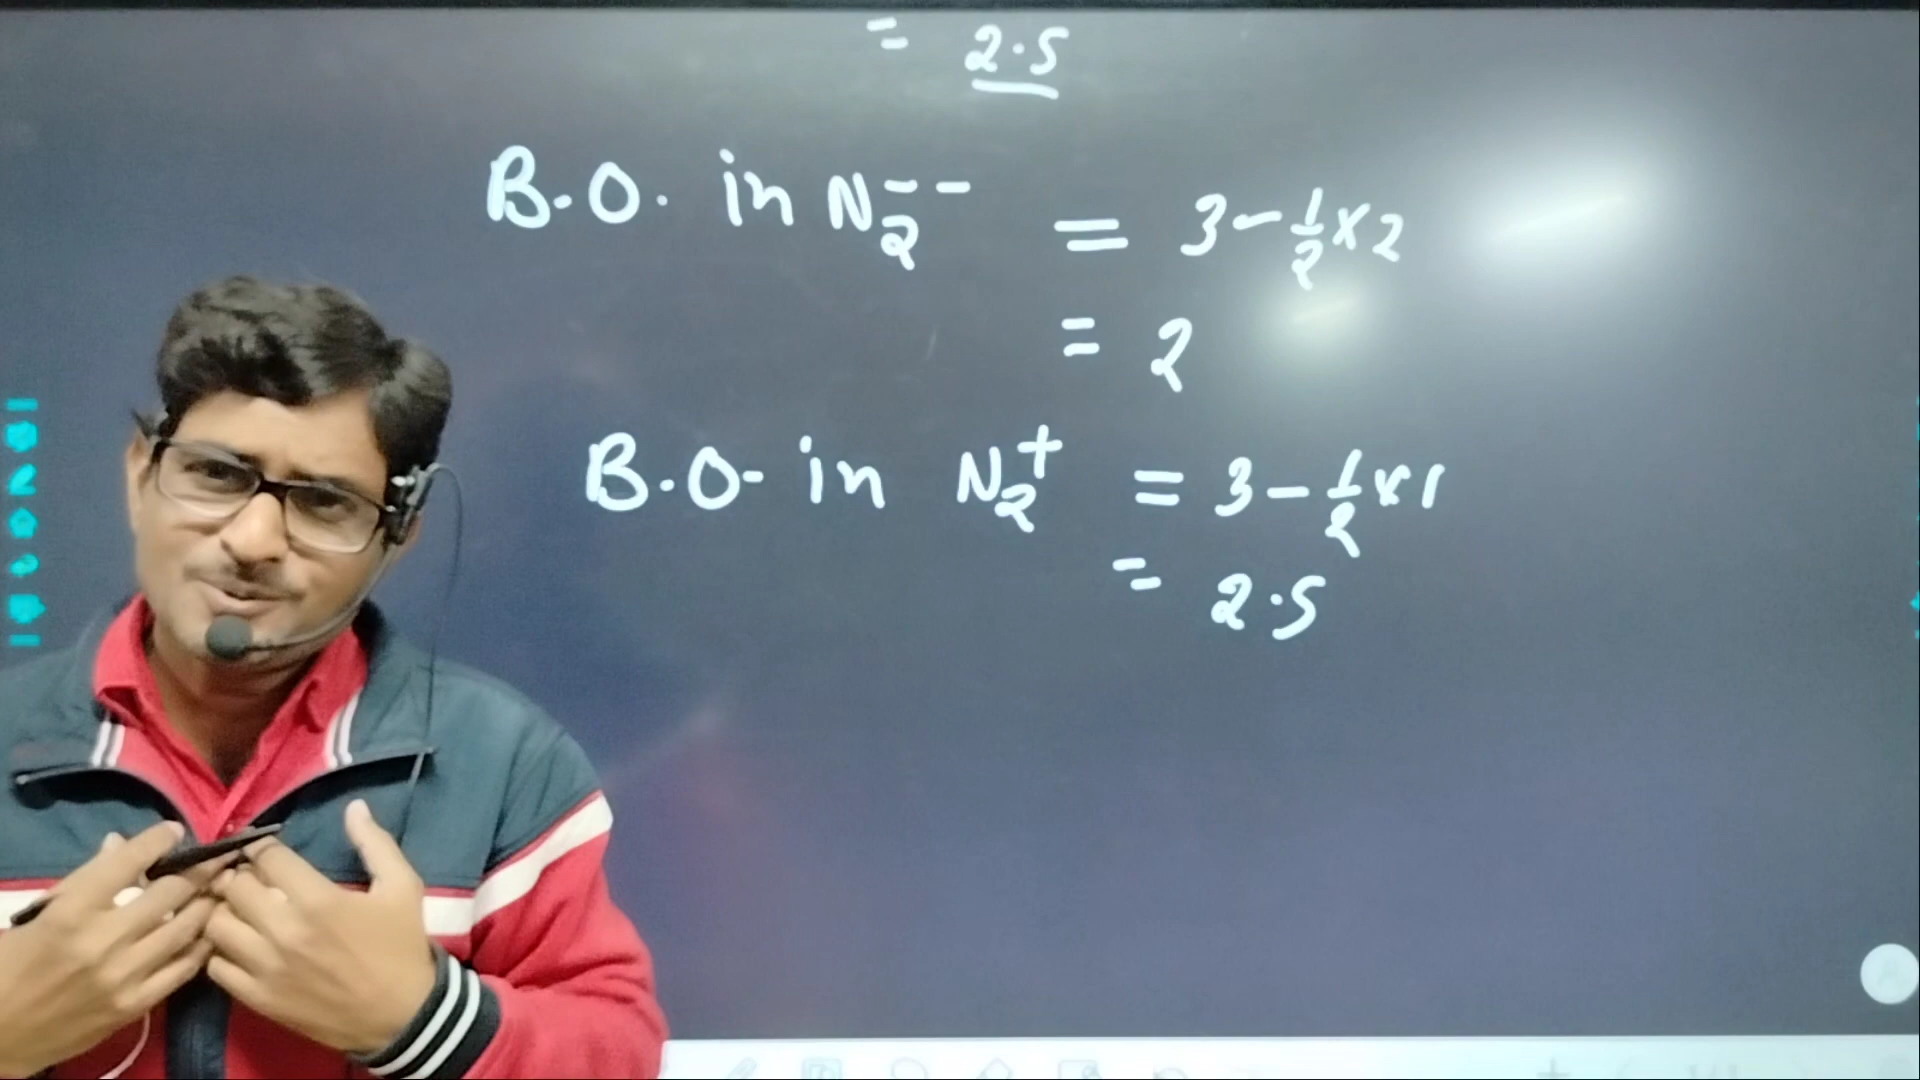 = 2.5
B.O. in N₂⁻⁻ = 3 - 1/2 x 2
= 2
B.O. in N₂⁺ = 3 - 1/2 x 1
= 2.5